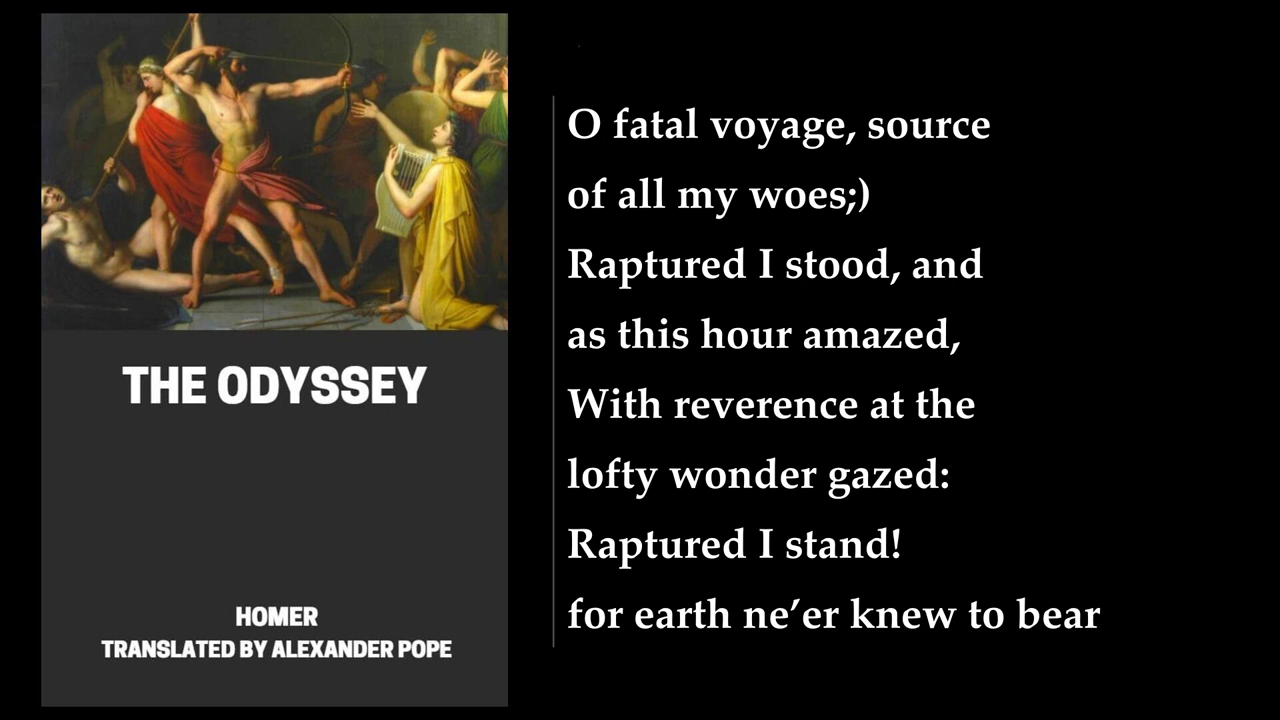 THE ODYSSEY
HOMER
TRANSLATED BY ALEXANDER POPE
O fatal voyage, source
of all my woes;)
Raptured I stood, and
as this hour amazed,
With reverence at the
lofty wonder gazed:
Raptured I stand!
for earth ne’er knew to bear